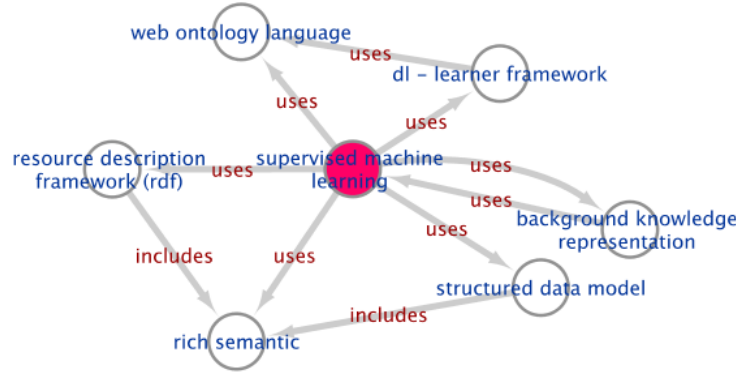 web ontology language
uses
dl - learner framework
uses
uses
resource description
framework (rdf)
uses
supervised machine
learning
uses
uses
background knowledge
representation
uses
includes
uses
structured data model
includes
rich semantic